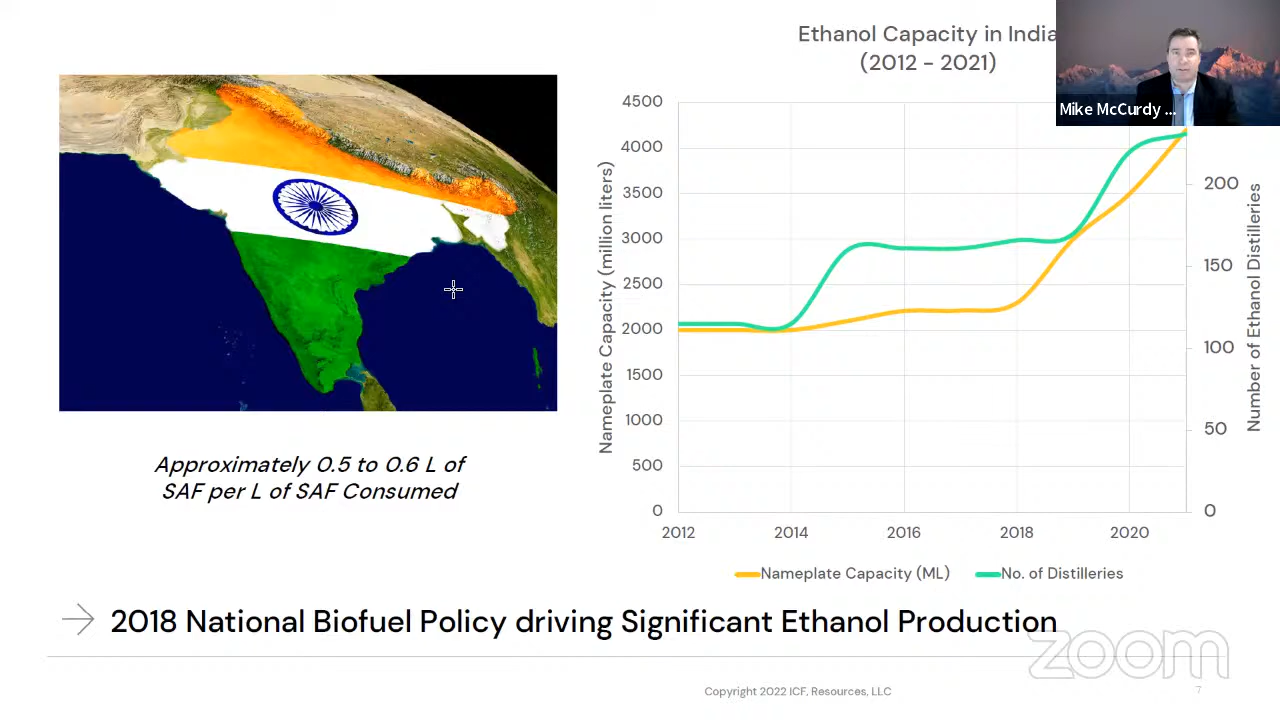 Ethanol Capacity in India
(2012 - 2021)
Mike McCurdy ...
Nameplate Capacity (million liters)
4500
4000
3500
3000
2500
2000
1500
1000
500
0
200
150
100
50
0
Number of Ethanol Distilleries
2012 2014 2016 2018 2020
Nameplate Capacity (ML) No. of Distilleries
Approximately 0.5 to 0.6 L of
SAF per L of SAF Consumed
2018 National Biofuel Policy driving Significant Ethanol Production
zoom
Copyright 2022 ICF, Resources, LLC
7